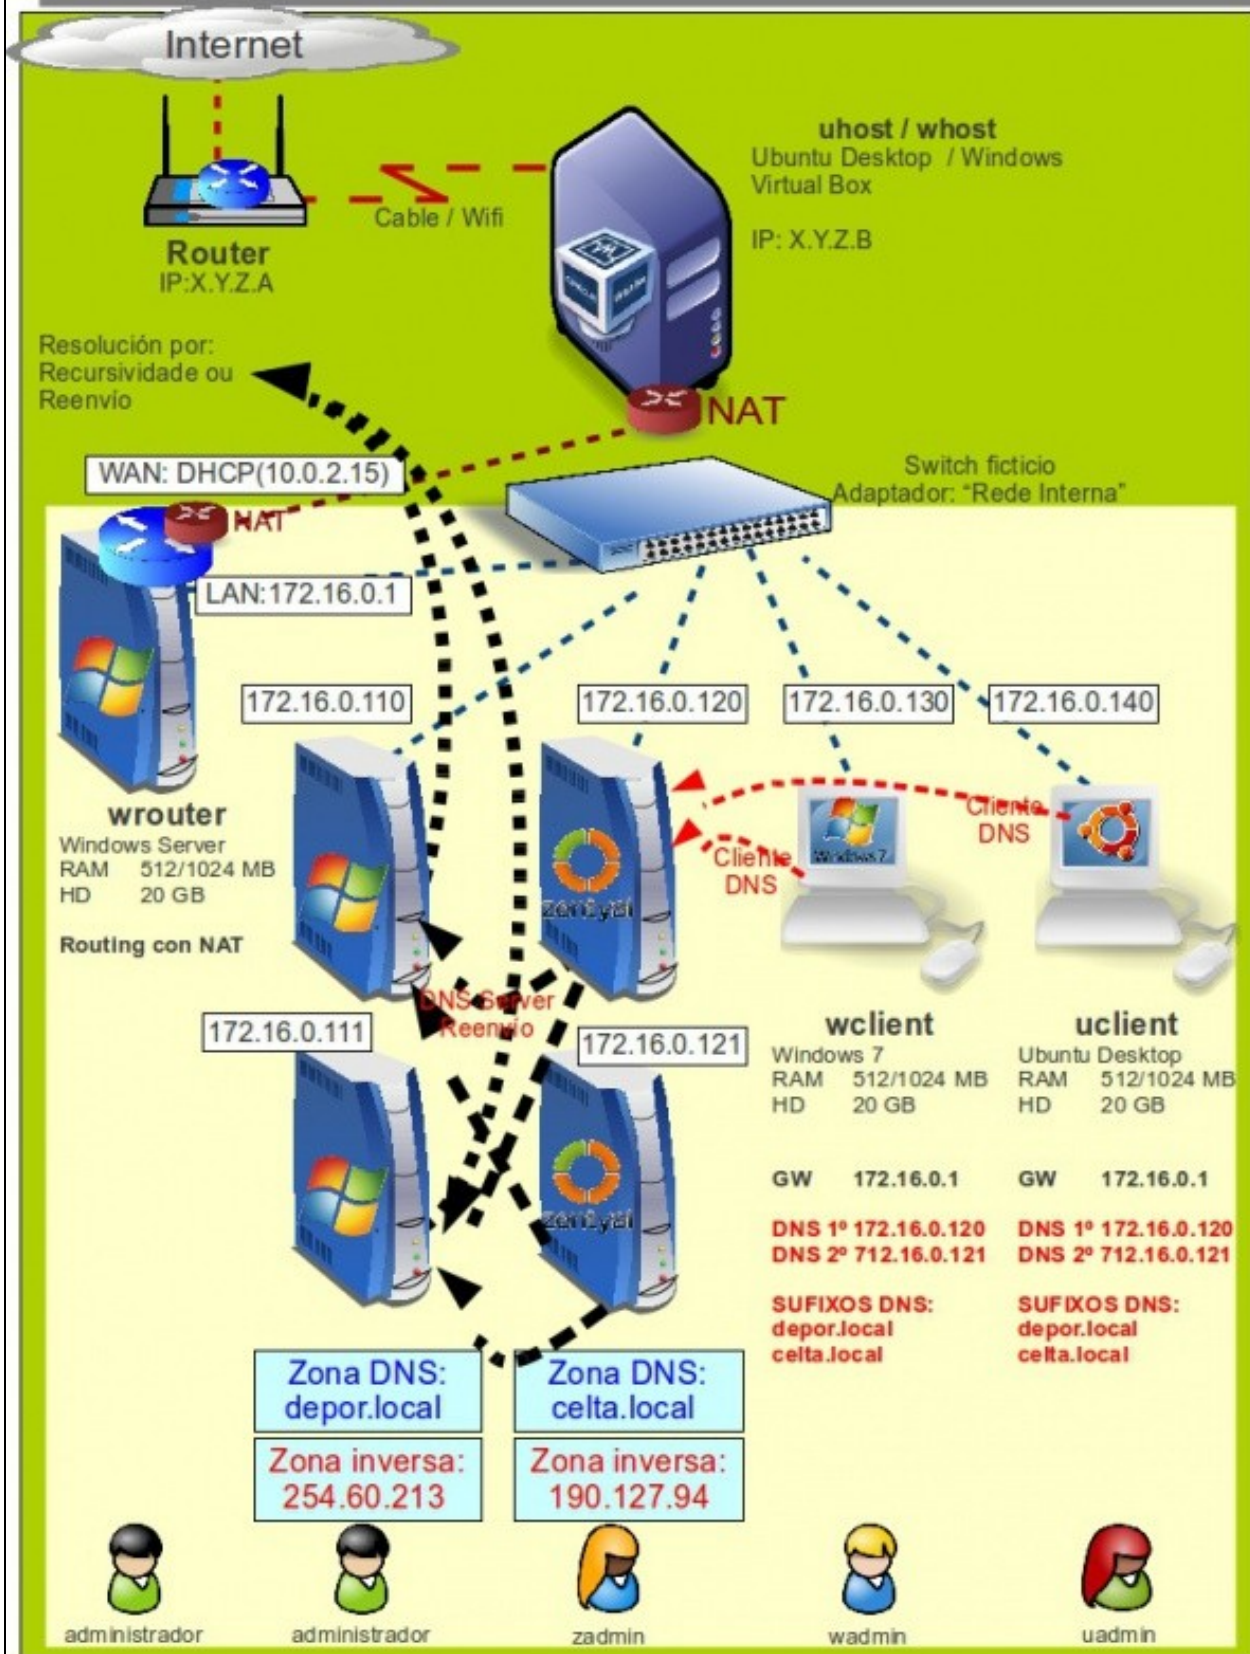 Internet
uhost / whost
Ubuntu Desktop / Windows
Virtual Box
IP: X.Y.Z.B
Cable / Wifi
Router
IP:X.Y.Z.A
Resolución por:
Recursividade ou
Reenvío
NAT
WAN: DHCP(10.0.2.15)
Switch ficticio
Adaptador: “Rede Interna”
NAT
LAN:172.16.0.1
172.16.0.110
172.16.0.120
172.16.0.130
172.16.0.140
wrouter
Windows Server
RAM 512/1024 MB
HD 20 GB
Routing con NAT
zentyal
Windows 7
Cliente
DNS
Cliente
DNS
DNS Server
Reenvio
172.16.0.111
172.16.0.121
zentyal
wclient
Windows 7
RAM 512/1024 MB
HD 20 GB
GW 172.16.0.1
DNS 1º 172.16.0.120
DNS 2º 712.16.0.121
SUFIXOS DNS:
depor.local
celta.local
uclient
Ubuntu Desktop
RAM 512/1024 MB
HD 20 GB
GW 172.16.0.1
DNS 1º 172.16.0.120
DNS 2º 712.16.0.121
SUFIXOS DNS:
depor.local
celta.local
Zona DNS:
depor.local
Zona DNS:
celta.local
Zona inversa:
254.60.213
Zona inversa:
190.127.94
administrador
administrador
zadmin
wadmin
uadmin